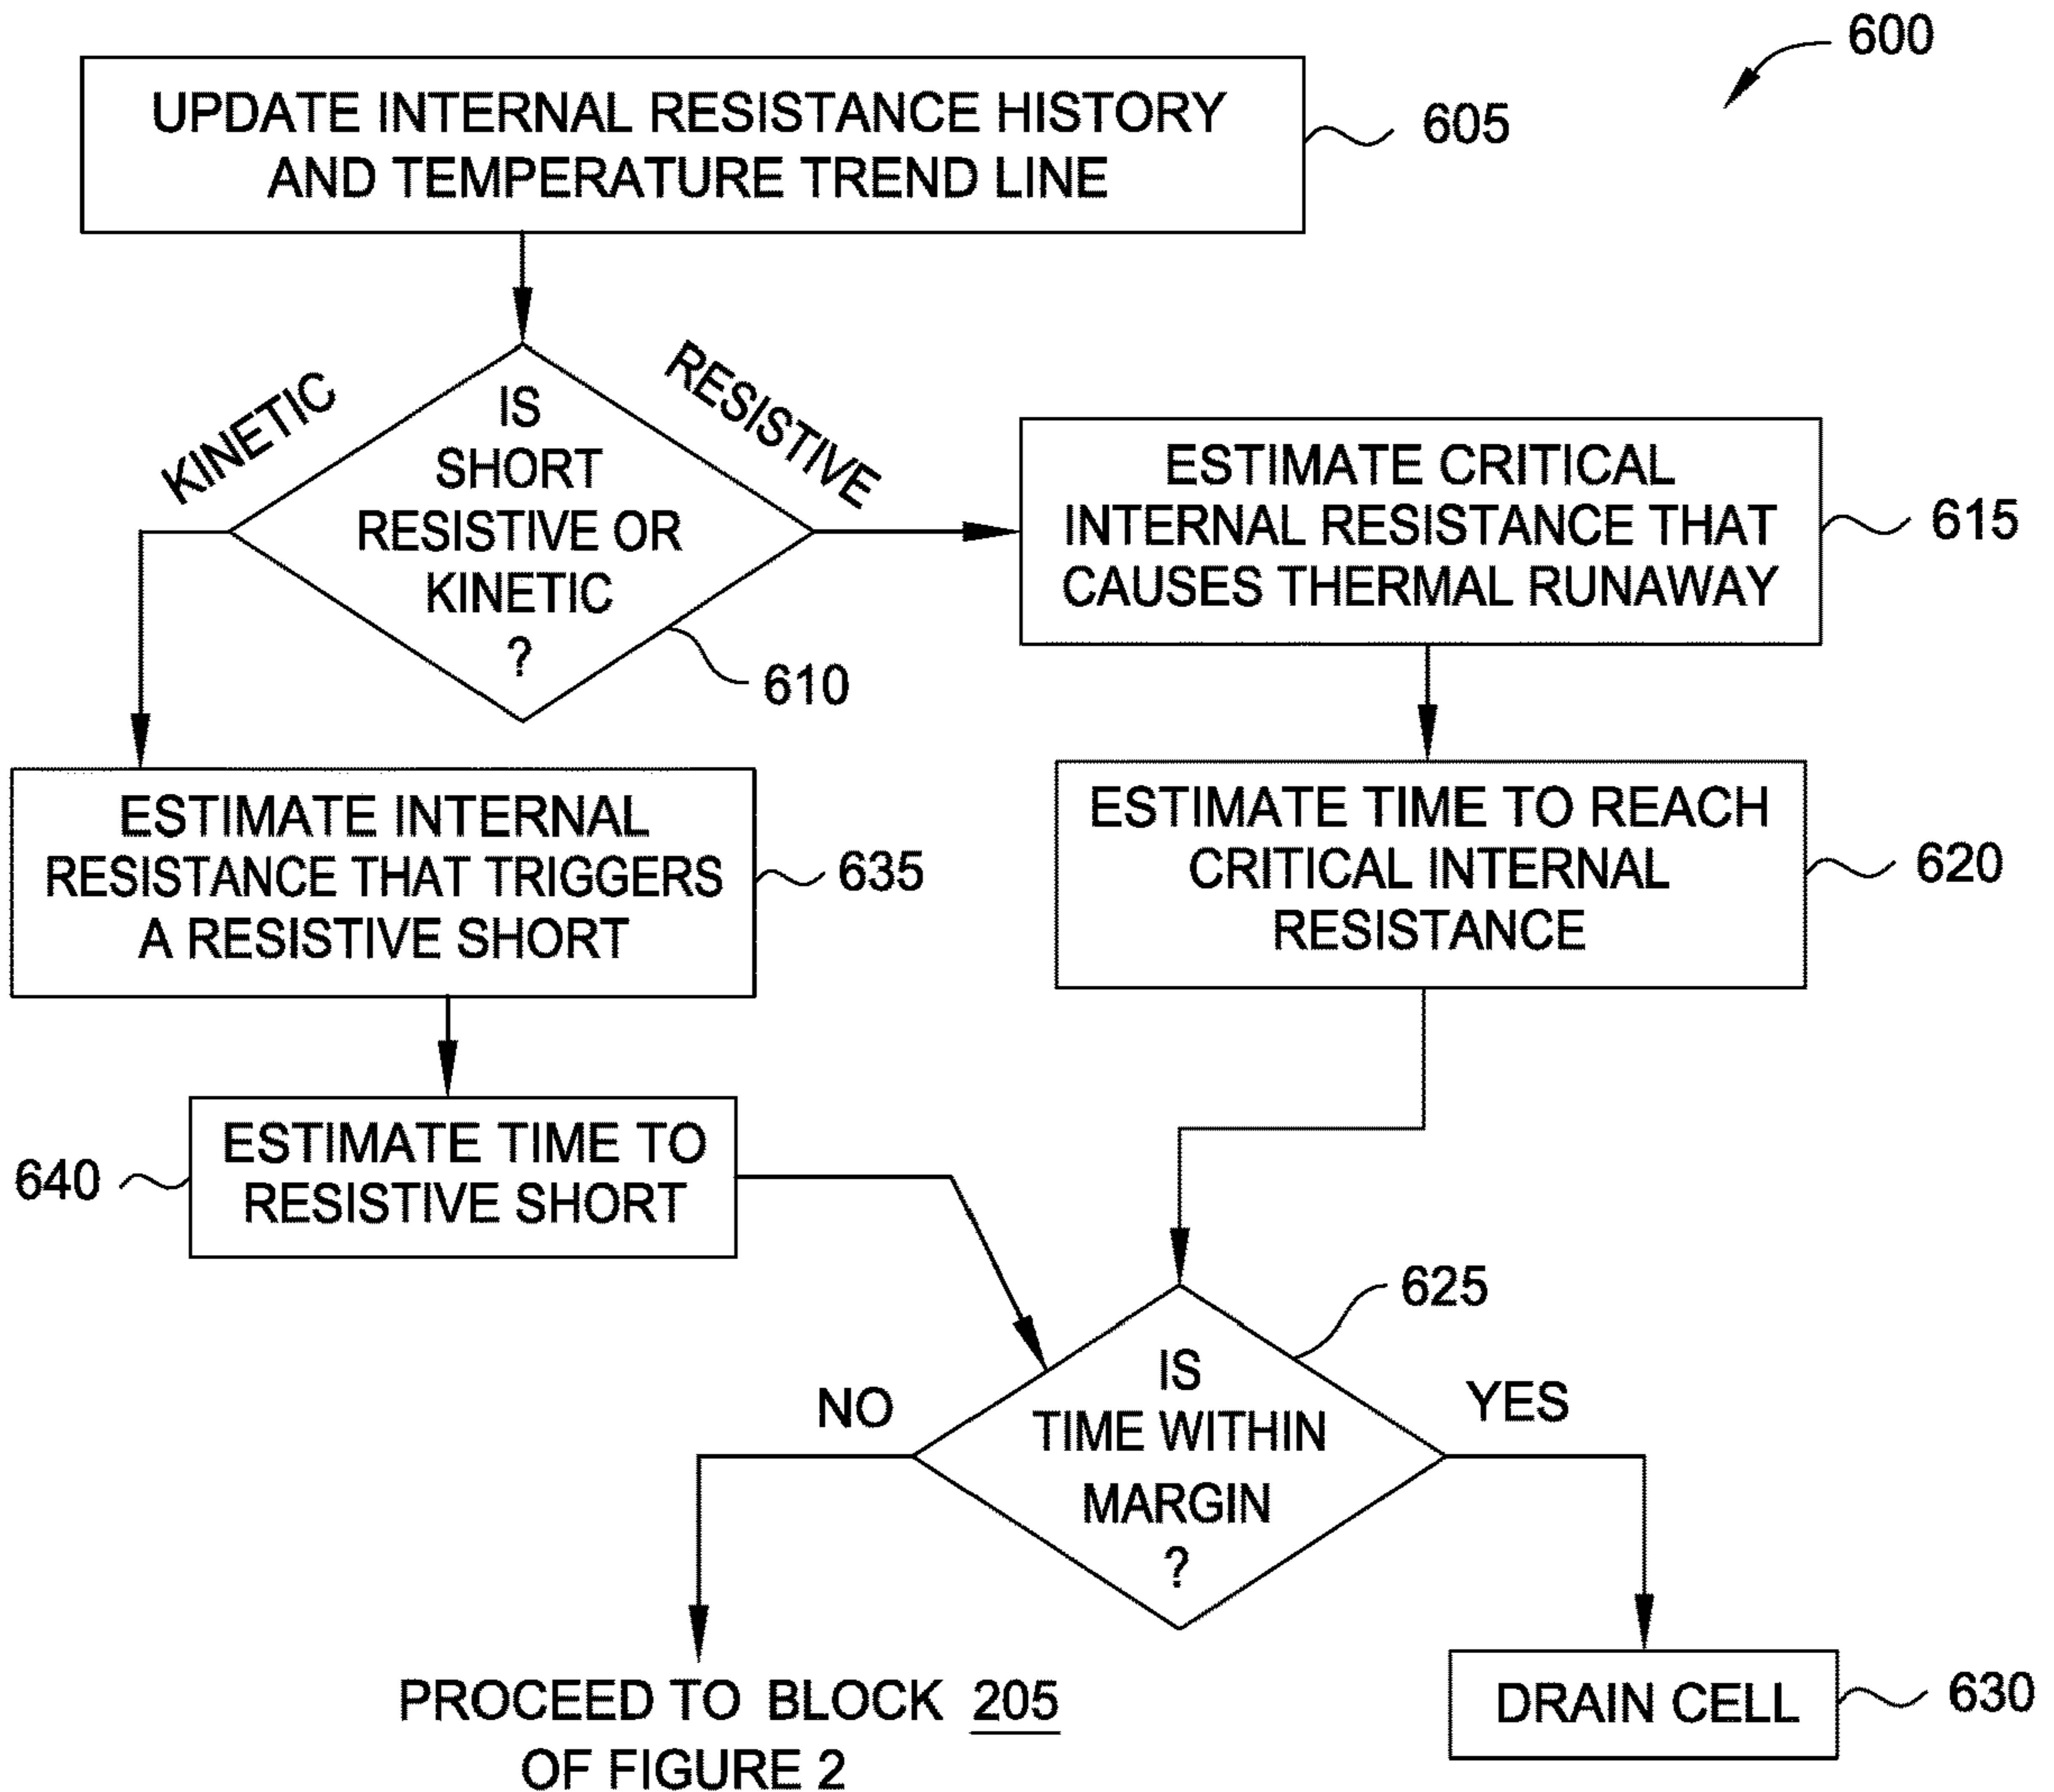 600
UPDATE INTERNAL RESISTANCE HISTORY
AND TEMPERATURE TREND LINE
605
KINETIC
RESISTIVE
IS
SHORT
RESISTIVE OR
KINETIC
?
610
ESTIMATE CRITICAL
INTERNAL RESISTANCE THAT
CAUSES THERMAL RUNAWAY
615
ESTIMATE INTERNAL
RESISTANCE THAT TRIGGERS
A RESISTIVE SHORT
635
ESTIMATE TIME TO REACH
CRITICAL INTERNAL
RESISTANCE
620
640
ESTIMATE TIME TO
RESISTIVE SHORT
625
IS
TIME WITHIN
MARGIN
?
NO
YES
PROCEED TO BLOCK 205
OF FIGURE 2
DRAIN CELL
630